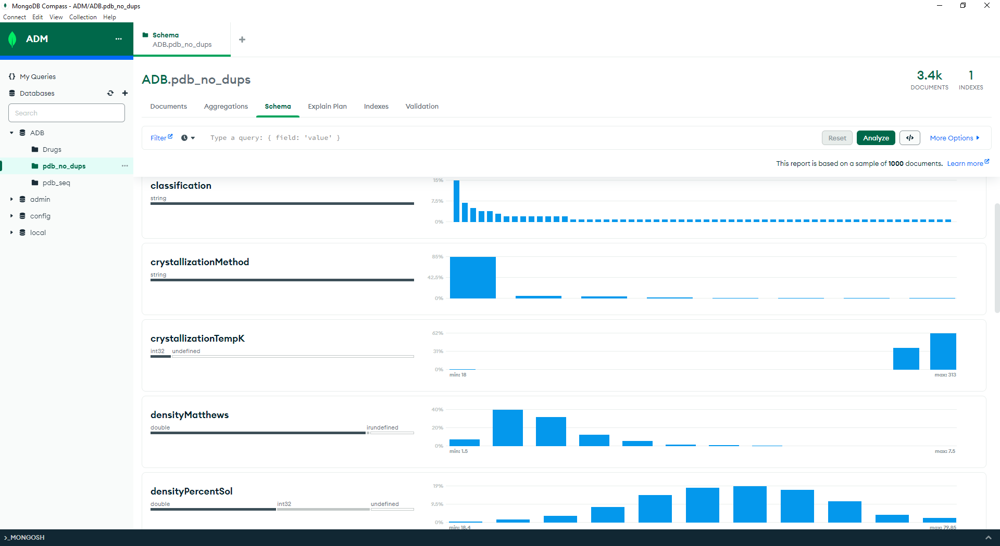 MongoDB Compass - ADM/ADB.pdb_no_dups
Connect Edit View Collection Help
ADM
Schema
ADB.pdb_no_dups
My Queries
Databases
Search
ADB
Drugs
pdb_no_dups
pdb_seq
admin
config
local
ADB.pdb_no_dups
3.4k
DOCUMENTS
1
INDEXES
Documents Aggregations Schema Explain Plan Indexes Validation
Filter
Type a query: { field: 'value' }
Reset Analyze </> More Options
This report is based on a sample of 1000 documents. Learn more
classification
string
15%
7.5%
0%
crystallizationMethod
string
85%
42.5%
0%
crystallizationTempK
int32 undefined
62%
31%
0%
min: 18 max: 313
densityMatthews
double irundefined
40%
20%
0%
min: 1.5 max: 7.5
densityPercentSol
double int32 undefined
19%
9.5%
0%
min: 18.4 max: 79.85
>_MONGOSH